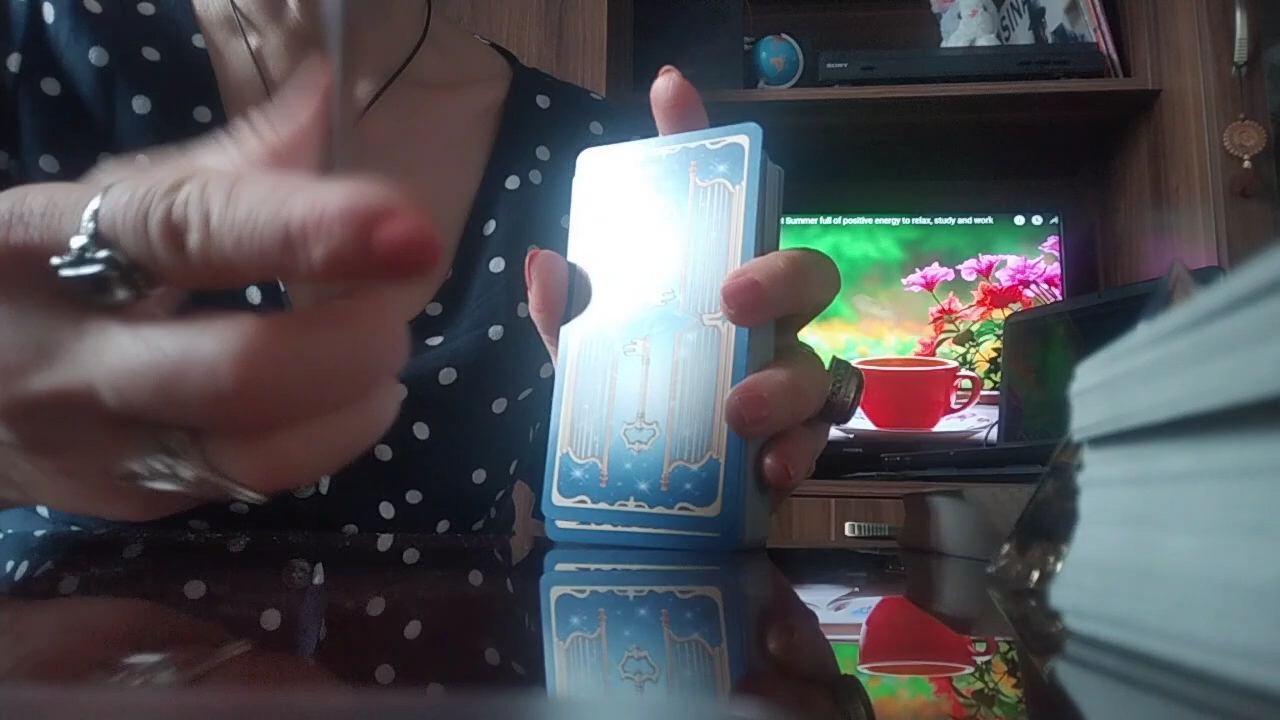 SONY
Summer full of positive energy to relax, study and work